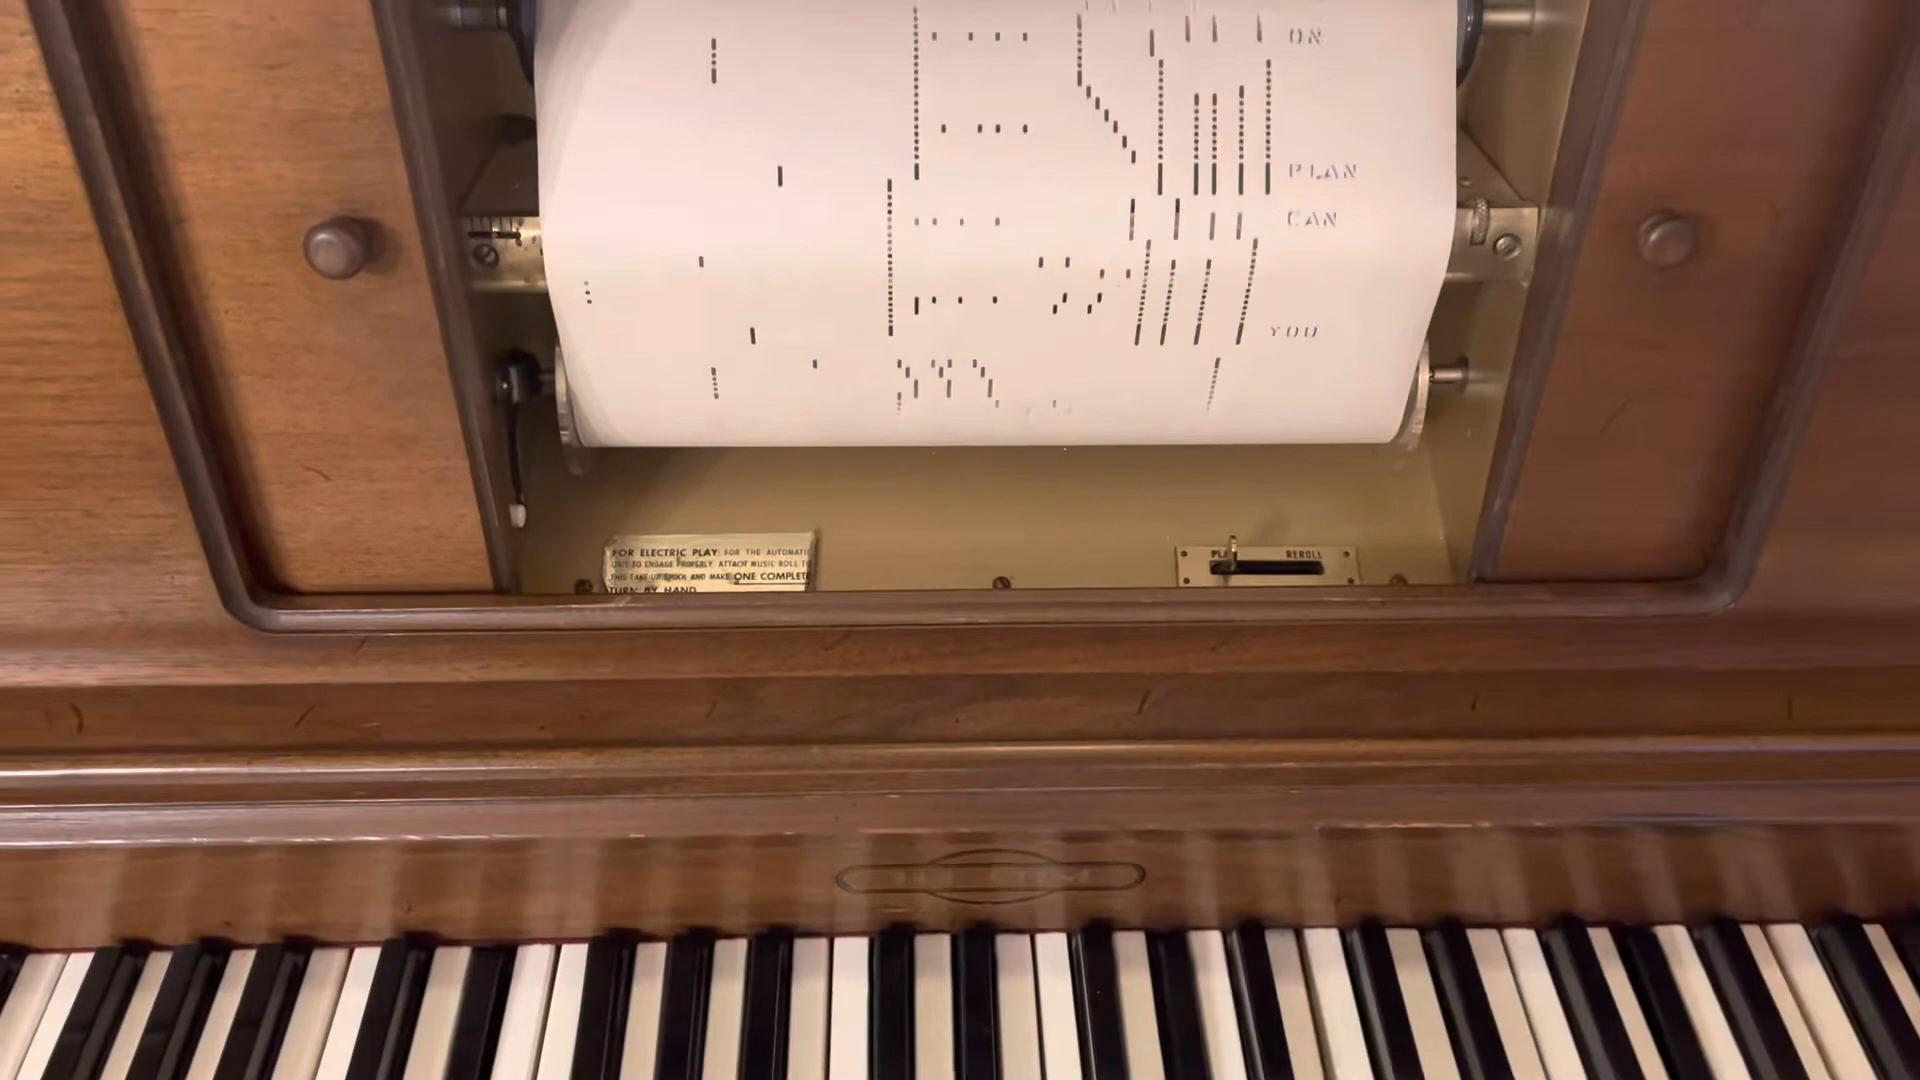 ON
PLAN
CAN
YOU
FOR ELECTRIC PLAY: FOR THE AUTOMATIC
UNIT TO ENGAGE PROPERLY ATTACH MUSIC ROLL TO
THIS TAKE-UP SPOOL AND MAKE ONE COMPLETE
TURN BY HAND
PLAY REROLL